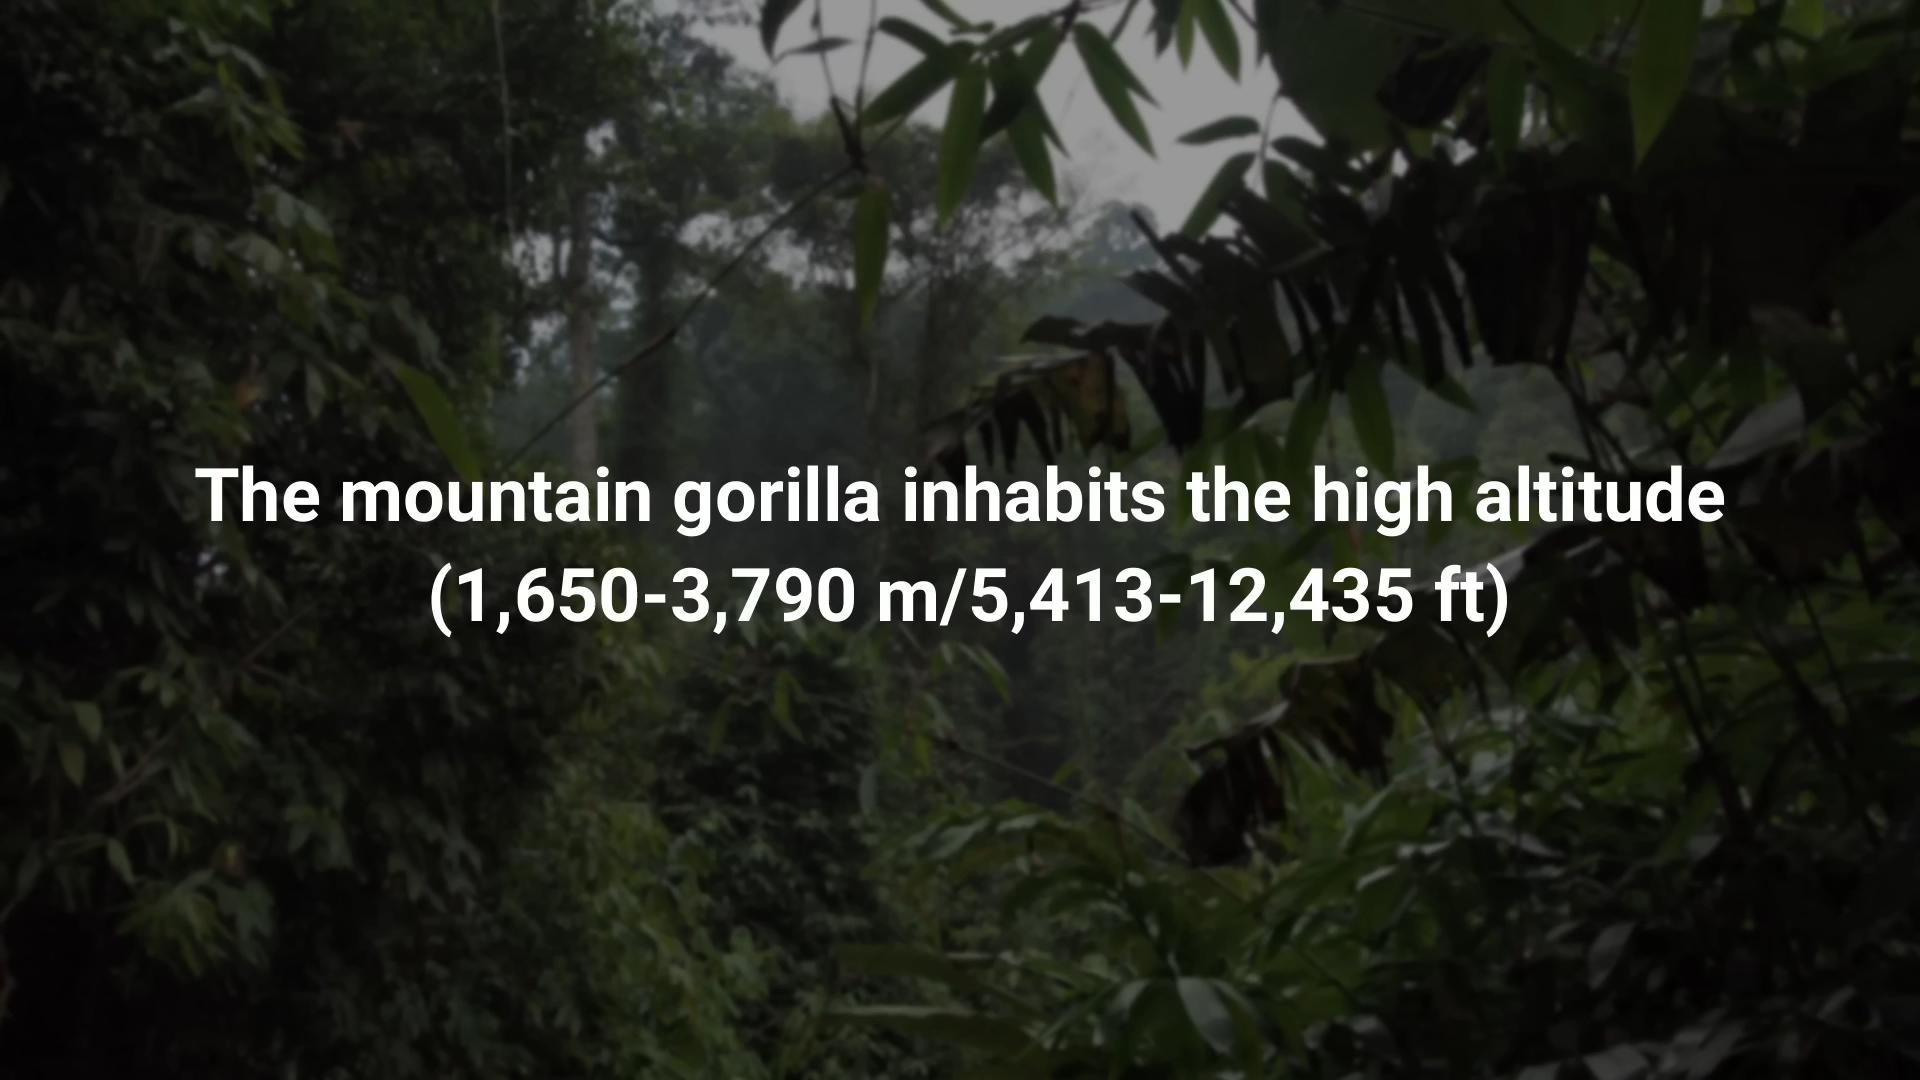 The mountain gorilla inhabits the high altitude
(1,650-3,790 m/5,413-12,435 ft)